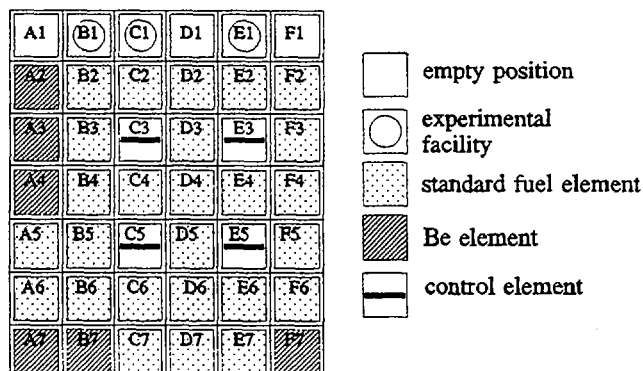 A1 B1 C1 D1 E1 F1
A2 B2 C2 D2 E2 F2
A3 B3 C3 D3 E3 F3
A4 B4 C4 D4 E4 F4
A5 B5 C5 D5 E5 F5
A6 B6 C6 D6 E6 F6
A7 B7 C7 D7 E7 F7
empty position
experimental
facility
standard fuel element
Be element
control element